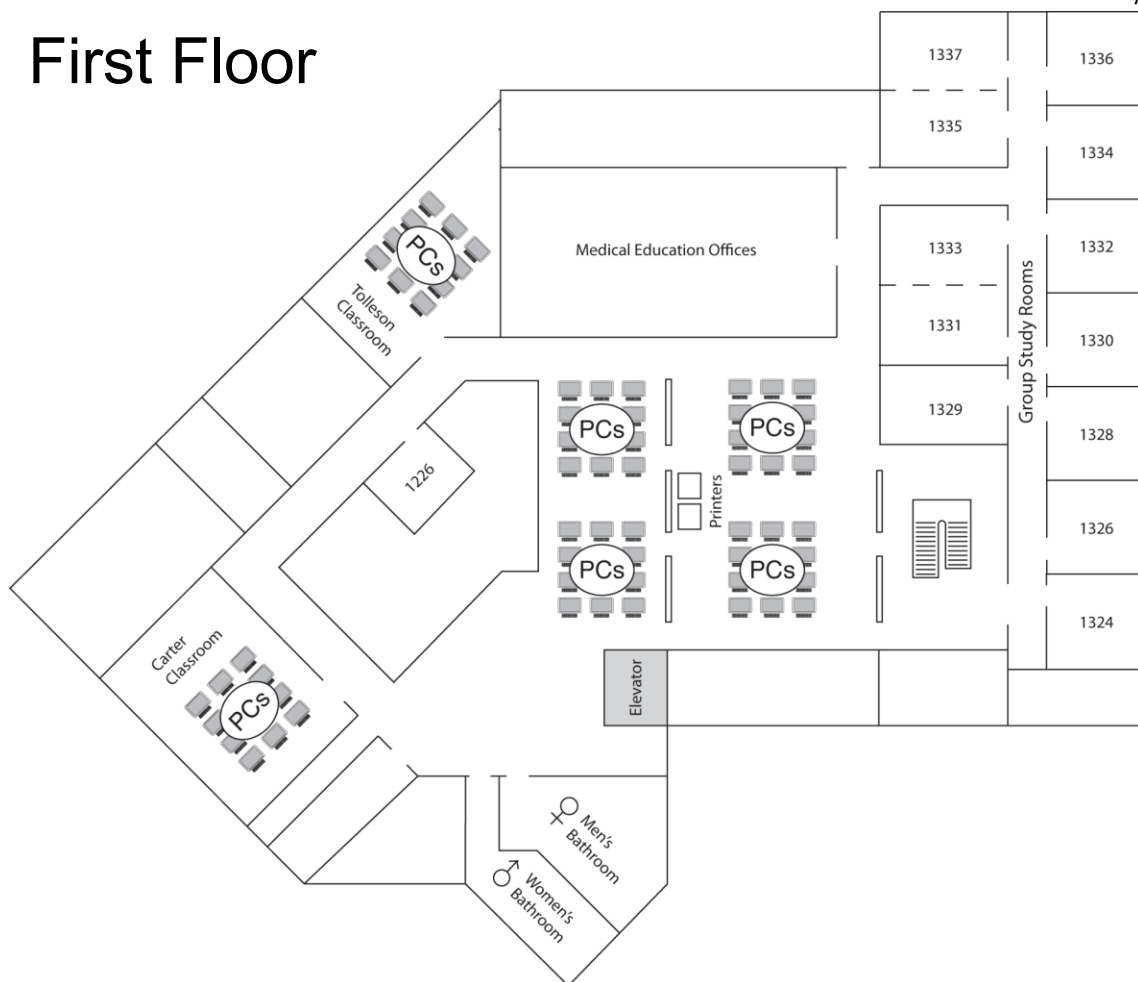 First Floor
1337
1336
1335
1334
PCs
Medical Education Offices
1333
1332
Tolleson
Classroom
1331
1330
Group Study Rooms
PCs
PCs
1329
1328
1226
Printers
1326
PCs
PCs
1324
Carter
Classroom
PCs
Elevator
Men's
Bathroom
Women's
Bathroom